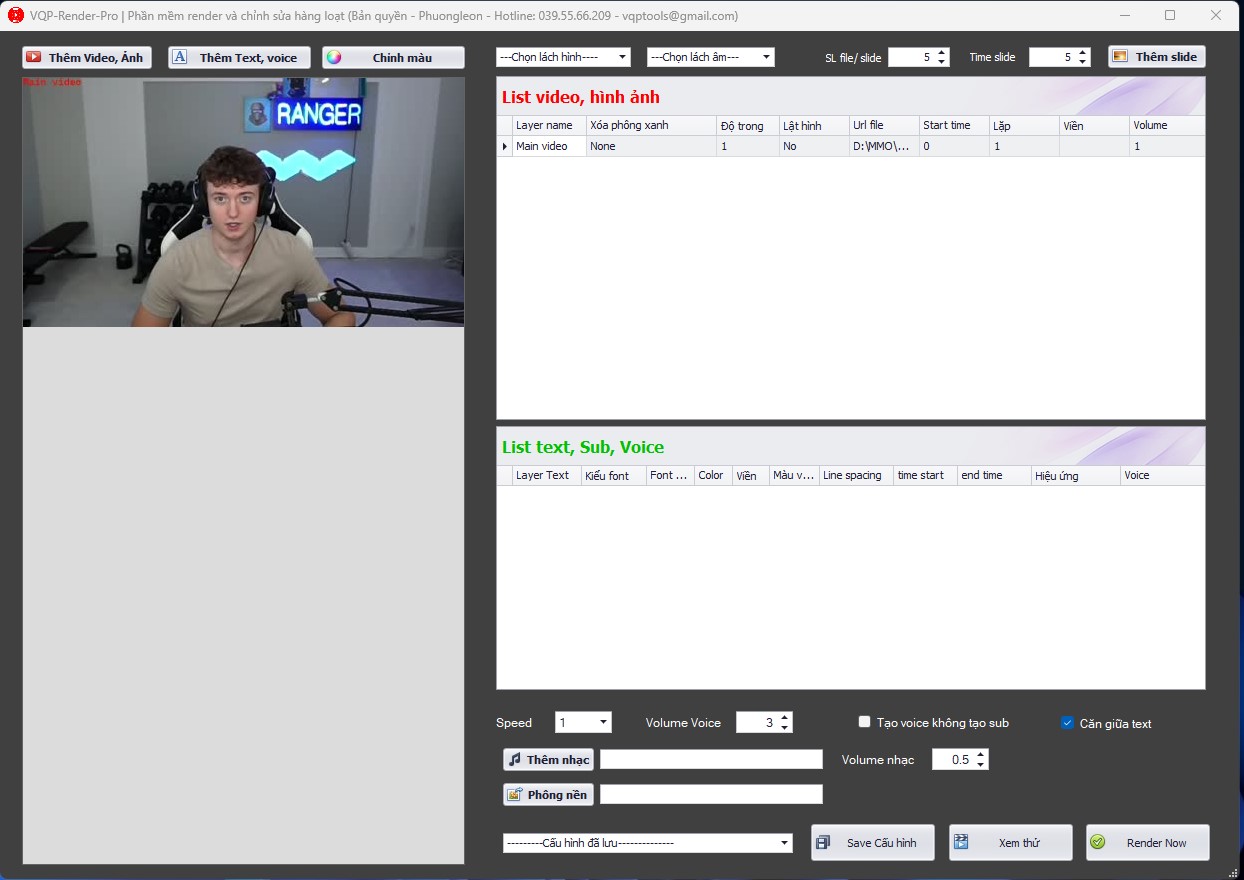 VQP-Render-Pro | Phần mềm render và chỉnh sửa hàng loạt (Bản quyền - Phuongleon - Hotline: 039.55.66.209 - vqptools@gmail.com)
Thêm Video, Ảnh Thêm Text, voice Chỉnh màu ---Chọn lách hình---- ---Chọn lách âm--- SL file/ slide 5 Time slide 5 Thêm slide
Main video
RANGER
List video, hình ảnh
Layer name Xóa phông xanh Độ trong Lật hình Url file Start time Lặp Viền Volume
Main video None 1 No D:\MMO\... 0 1 1
List text, Sub, Voice
Layer Text Kiểu font Font ... Color Viền Màu v... Line spacing time start end time Hiệu ứng Voice
Speed 1 Volume Voice 3 Tạo voice không tạo sub Căn giữa text
Thêm nhạc Volume nhạc 0.5
Phông nền
---------Cấu hình đã lưu-------------- Save Cấu hình Xem thử Render Now